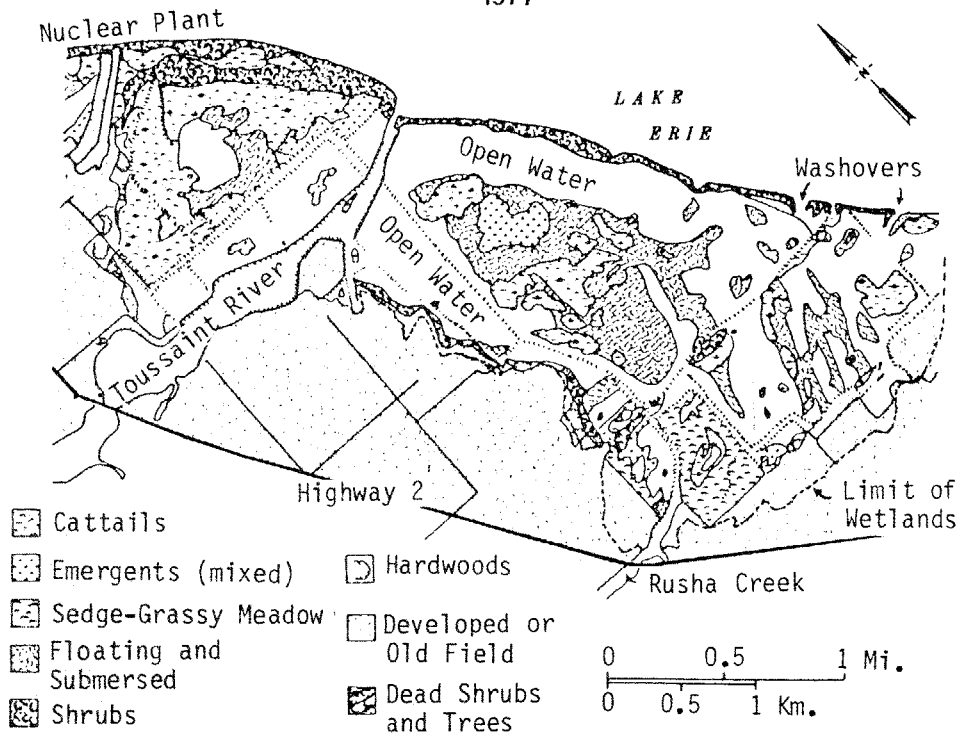 Nuclear Plant
LAKE
ERIE
Open Water
Washovers
Open Water
Toussaint River
Highway 2
Limit of
Wetlands
Rusha Creek
N
Cattails
Emergents (mixed)
Sedge-Grassy Meadow
Floating and
Submersed
Shrubs
Hardwoods
Developed or
Old Field
Dead Shrubs
and Trees
0 0.5 1 Mi.
0 0.5 1 Km.